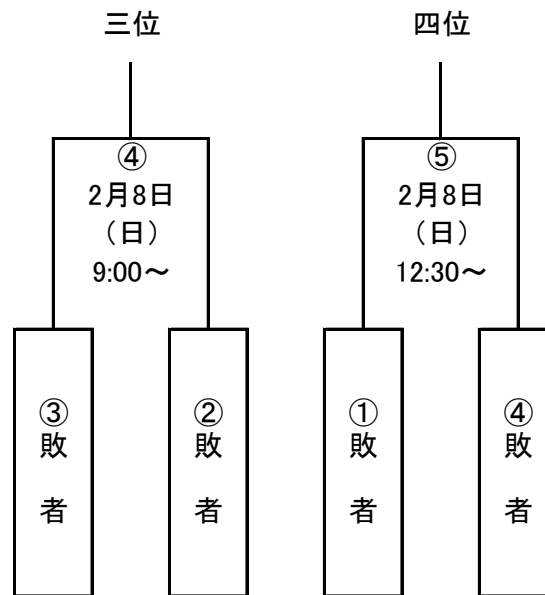 三位
④
2月8日
（日）
9:00～
③敗者
②敗者
四位
⑤
2月8日
（日）
12:30～
①敗者
④敗者